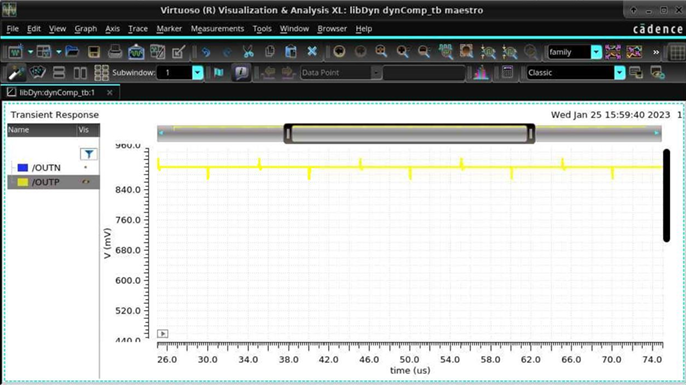 Virtuoso (R) Visualization & Analysis XL: libDyn dynComp_tb maestro
File Edit View Graph Axis Trace Marker Measurements Tools Window Browser Help cādence
family
Subwindow: 1 Data Point Classic
libDyn:dynComp_tb:1
Transient Response Wed Jan 25 15:59:40 2023 1
Name Vis
/OUTN
/OUTP
V (mV)
960.0
840.0
760.0
680.0
600.0
520.0
440.0
26.0 30.0 34.0 38.0 42.0 46.0 50.0 54.0 58.0 62.0 66.0 70.0 74.0
time (us)